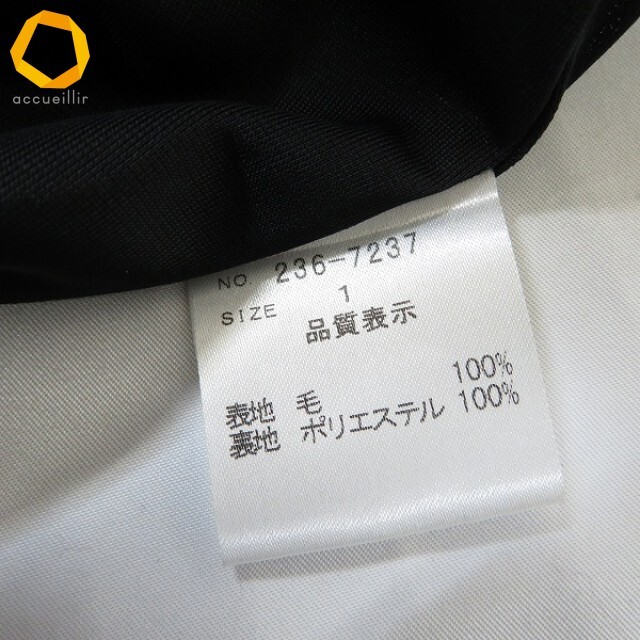 accueillir
NO. 236-7237
SIZE 1
品質表示
表地 毛 100%
裏地 ポリエステル 100%